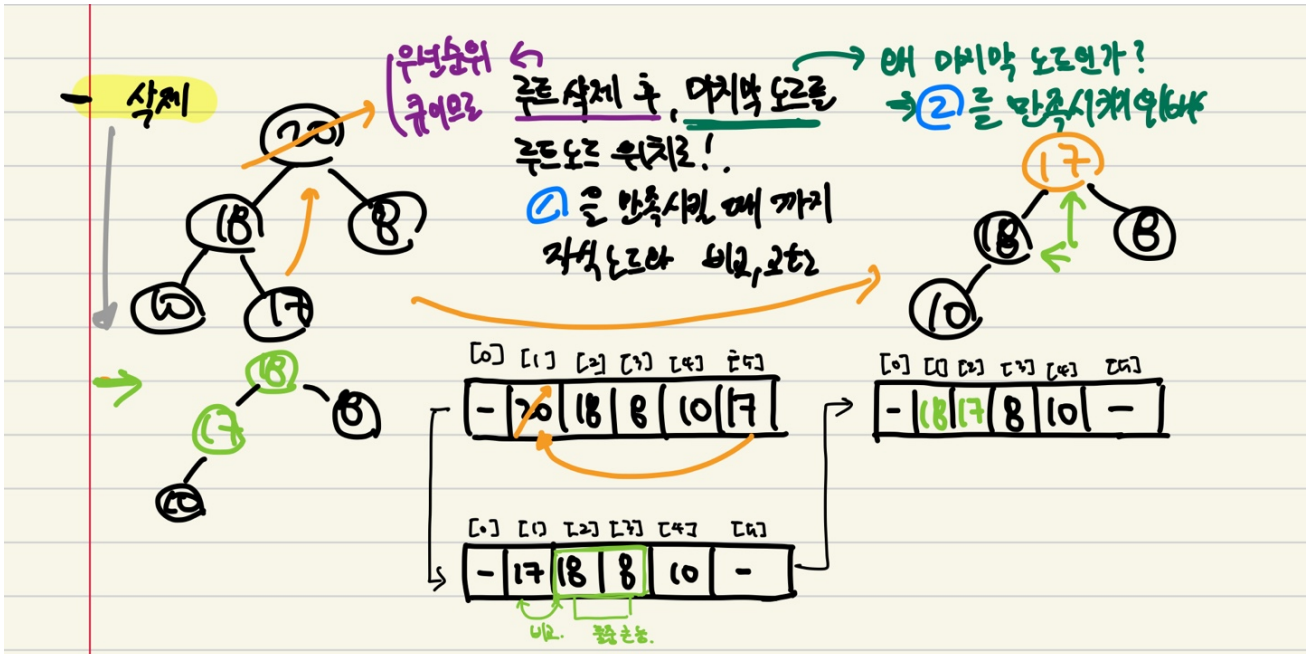 - 삭제
우선순위
큐이므로
루트 삭제 후, 마지막 노드를
루트노드 위치로!.
① 을 만족시킬 때 까지
자식노드와 비교, 교환
왜 마지막 노드인가?
→ ② 를 만족시키기 위해
20
18 8
10 17
17
18 8
10
18
17 8
10
[0] [1] [2] [3] [4] [5]
- 20 18 8 10 17
[0] [1] [2] [3] [4] [5]
- 18 17 8 10 -
[0] [1] [2] [3] [4] [5]
- 17 18 8 10 -
비교.
둘중 큰놈.